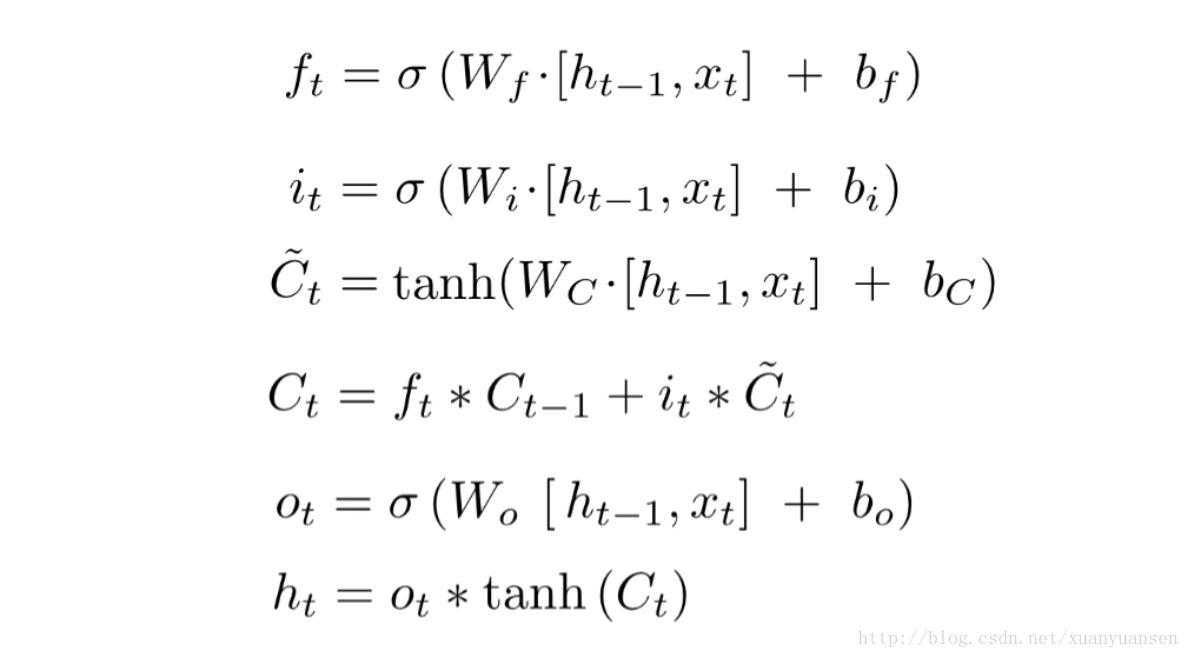 f_t = σ (W_f · [h_{t−1}, x_t] + b_f)
i_t = σ (W_i · [h_{t−1}, x_t] + b_i)
C̃_t = tanh(W_C · [h_{t−1}, x_t] + b_C)
C_t = f_t ∗ C_{t−1} + i_t ∗ C̃_t
o_t = σ (W_o [h_{t−1}, x_t] + b_o)
h_t = o_t ∗ tanh (C_t)
http://blog.csdn.net/xuanyuansen